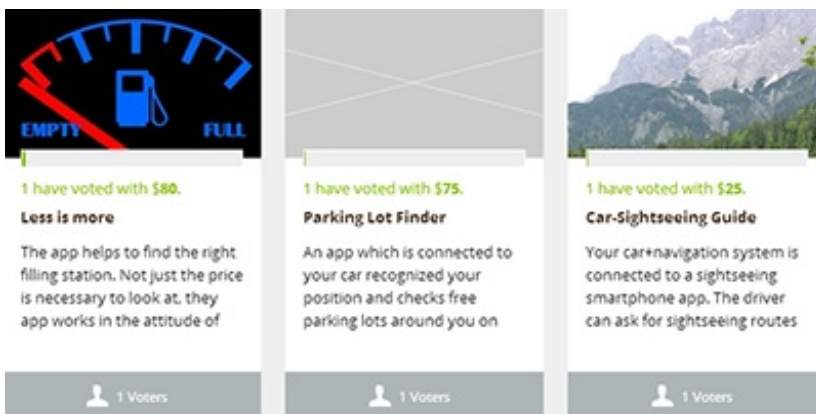 EMPTY FULL
1 have voted with $80.
Less is more
The app helps to find the right
filling station. Not just the price
is necessary to look at. they
app works in the attitude of
1 Voters
1 have voted with $75.
Parking Lot Finder
An app which is connected to
your car recognized your
position and checks free
parking lots around you on
1 Voters
1 have voted with $25.
Car-Sightseeing Guide
Your car+navigation system is
connected to a sightseeing
smartphone app. The driver
can ask for sightseeing routes
1 Voters